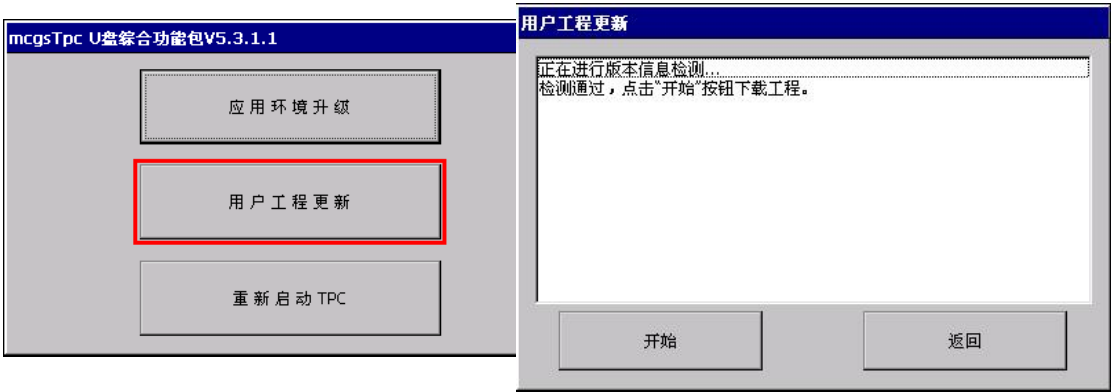 mcgsTpc U盘综合功能包V5.3.1.1
应用环境升级
用户工程更新
重新启动TPC
用户工程更新
正在进行版本信息检测...
检测通过，点击“开始”按钮下载工程。
开始
返回